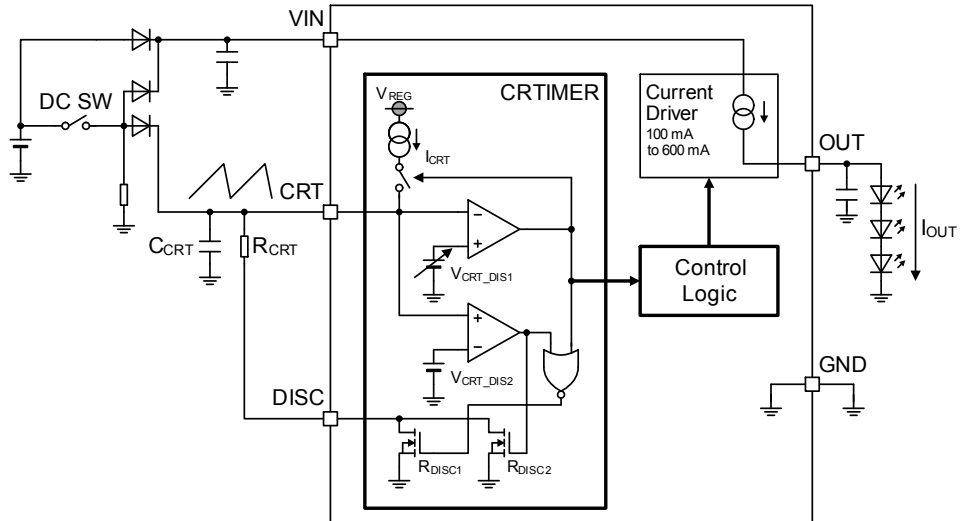 VIN
DC SW
VREG
CRTIMER
Current
Driver
100 mA
to 600 mA
OUT
ICRT
CRT
CCRT
RCRT
VCRT_DIS1
IOUT
Control
Logic
VCRT_DIS2
GND
DISC
RDISC1
RDISC2